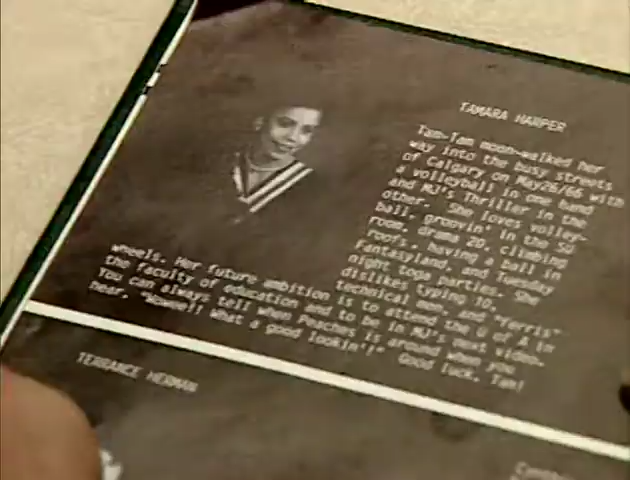 TAMARA HARPER
Tam-Tam moon-walked her
way into the busy streets
of Calgary on May26/66 with
a volleyball in one hand
and MJ's Thriller in the
other. She loves volley-
ball, groovin' in the SU
room, drama 20, climbing
roofs, having a ball in
Fantasyland, and Tuesday
night toga parties. She
dislikes typing 10,
technical men, and "Ferris"
wheels. Her future ambition is to attend the U of A in
the faculty of education and to be in MJ's next video.
You can always tell when Peaches is around when you
hear, "Wowee!! What a good lookin'!" Good luck, Tam!
TERRANCE HERMAN